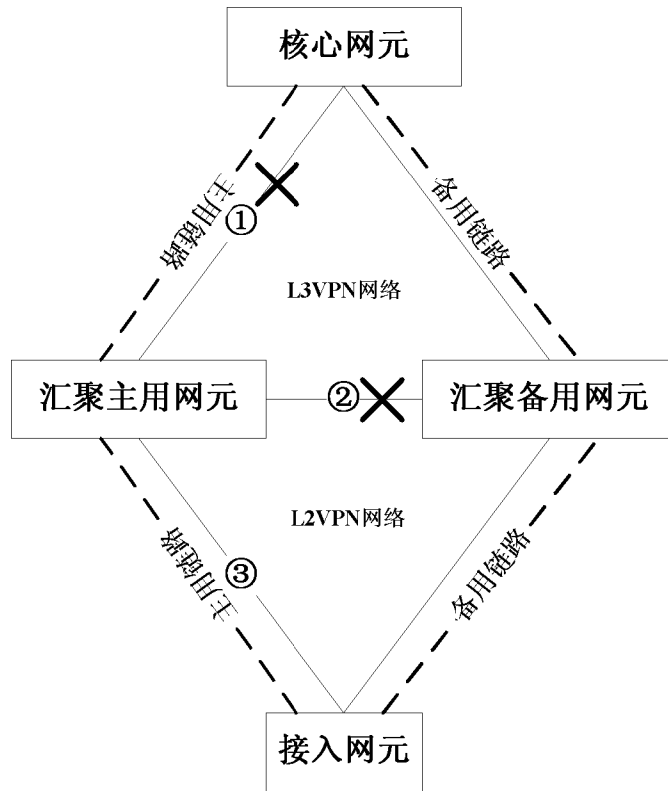 核心网元
主用链路
备用链路
①
L3VPN网络
汇聚主用网元
②
汇聚备用网元
L2VPN网络
主用链路
③
备用链路
接入网元